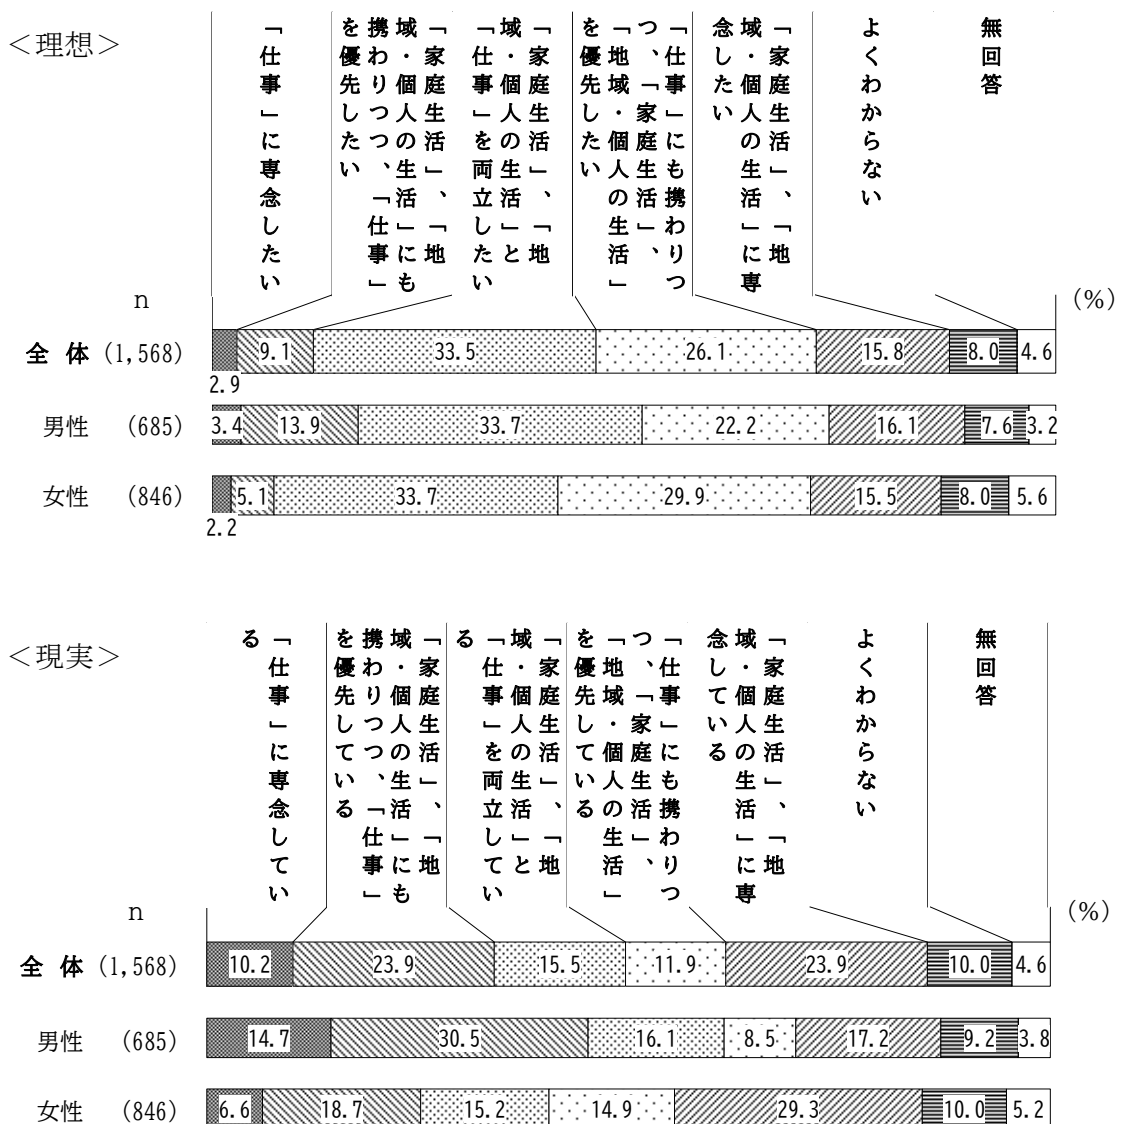 ＜理想＞
「仕事」に専念したい
「家庭生活」、「地
域・個人の生活」にも
携わりつつ、「仕事」
を優先したい
「家庭生活」、「地
域・個人の生活」と
「仕事」を両立したい
「仕事」にも携わりつ
つ、「家庭生活」、
「地域・個人の生活」
を優先したい
「家庭生活」、「地
域・個人の生活」に専
念したい
よくわからない
無回答
n
(%)
全 体 (1,568)
2.9
9.1
33.5
26.1
15.8
8.0
4.6
男性 (685)
3.4
13.9
33.7
22.2
16.1
7.6
3.2
女性 (846)
2.2
5.1
33.7
29.9
15.5
8.0
5.6
＜現実＞
「仕事」に専念してい
る
「家庭生活」、「地
域・個人の生活」にも
携わりつつ、「仕事」
を優先している
「家庭生活」、「地
域・個人の生活」と
「仕事」を両立してい
る
「仕事」にも携わりつ
つ、「家庭生活」、
「地域・個人の生活」
を優先している
「家庭生活」、「地
域・個人の生活」に専
念している
よくわからない
無回答
n
(%)
全 体 (1,568)
10.2
23.9
15.5
11.9
23.9
10.0
4.6
男性 (685)
14.7
30.5
16.1
8.5
17.2
9.2
3.8
女性 (846)
6.6
18.7
15.2
14.9
29.3
10.0
5.2